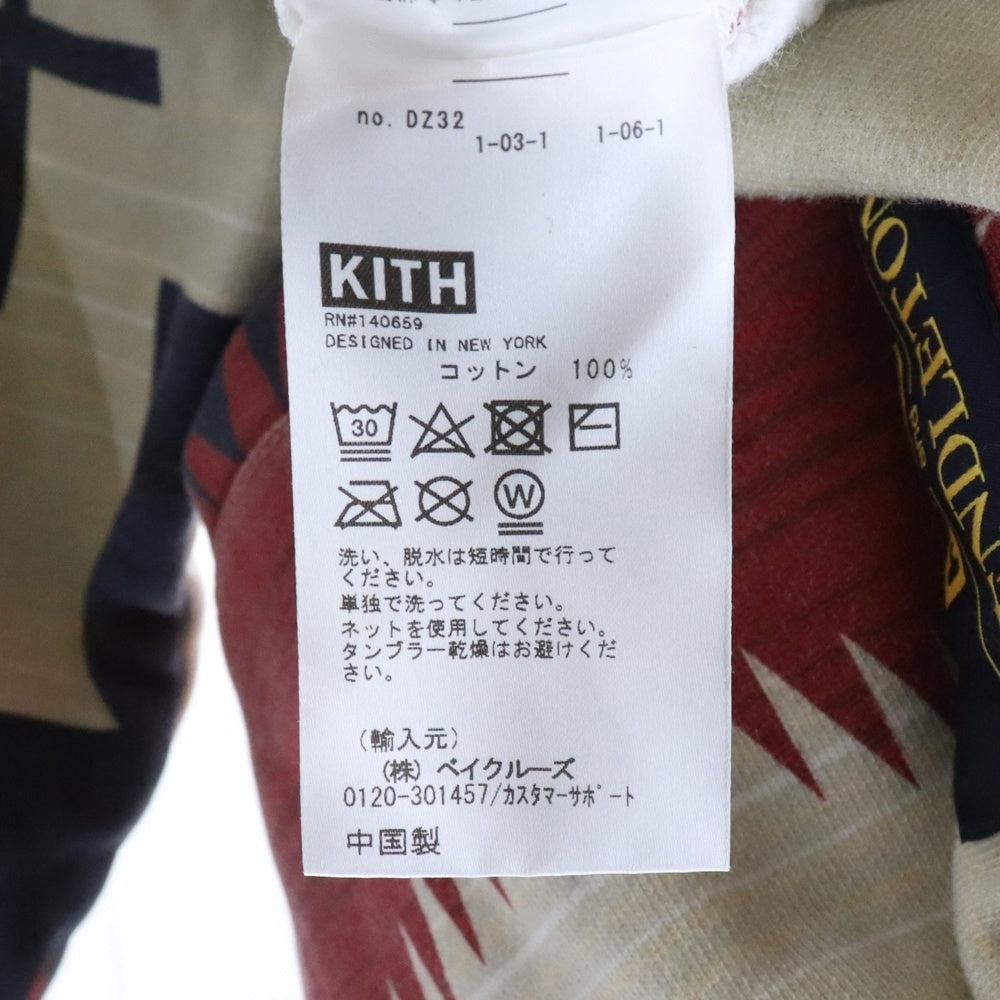 no. DZ32
1-03-1 1-06-1
KITH
RN#140659
DESIGNED IN NEW YORK
コットン 100%
30
W
洗い、脱水は短時間で行って
ください。
単独で洗ってください。
ネットを使用してください。
タンブラー乾燥はお避けくだ
さい。
(輸入元)
(株) ベイクルーズ
0120-301457/カスタマーサポート
中国製